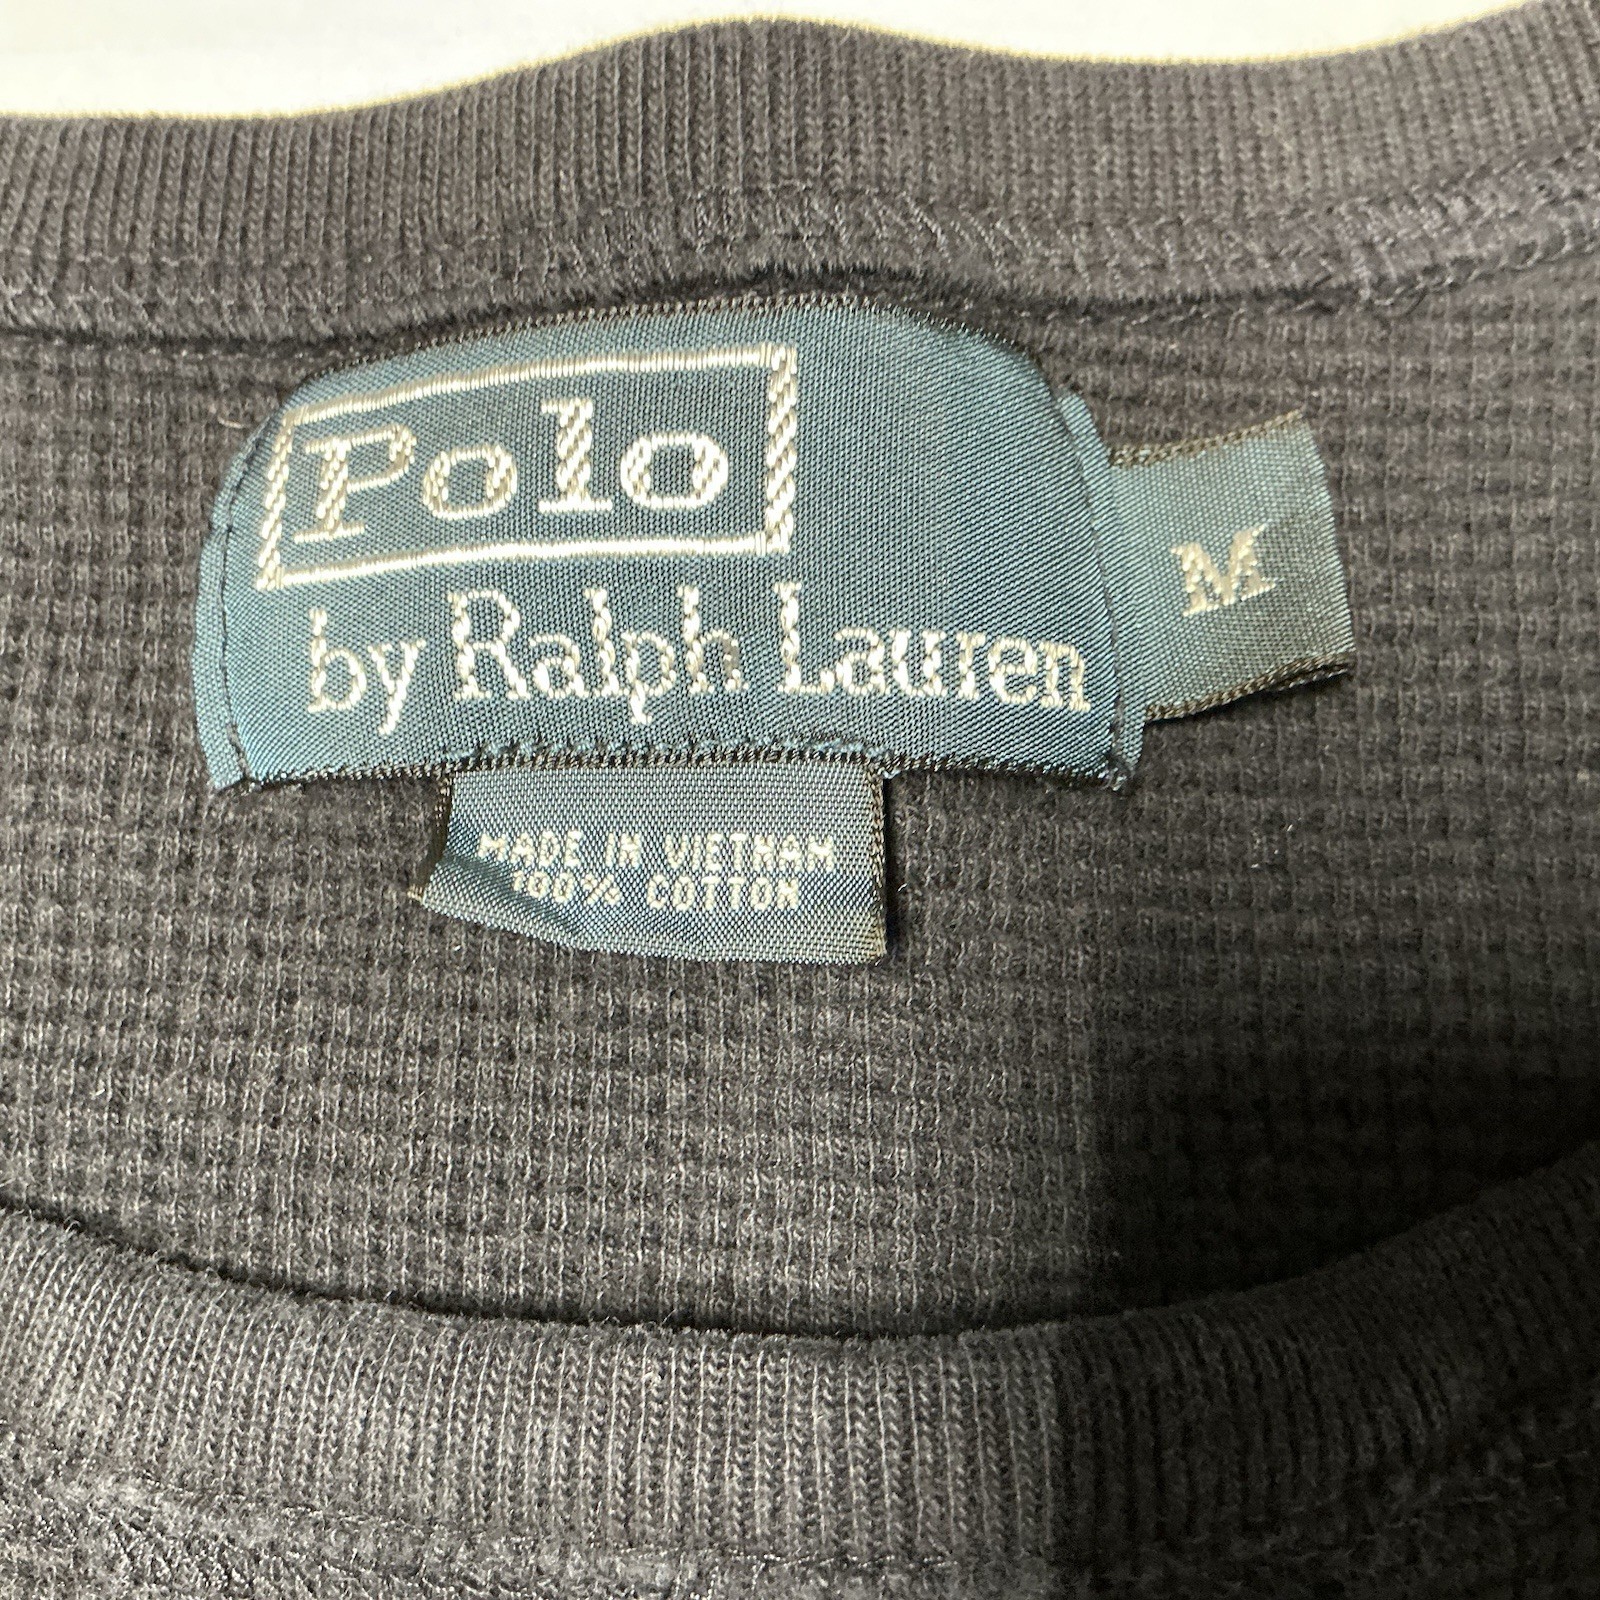 Polo
by Ralph Lauren
M
MADE IN VIETNAM
100% COTTON